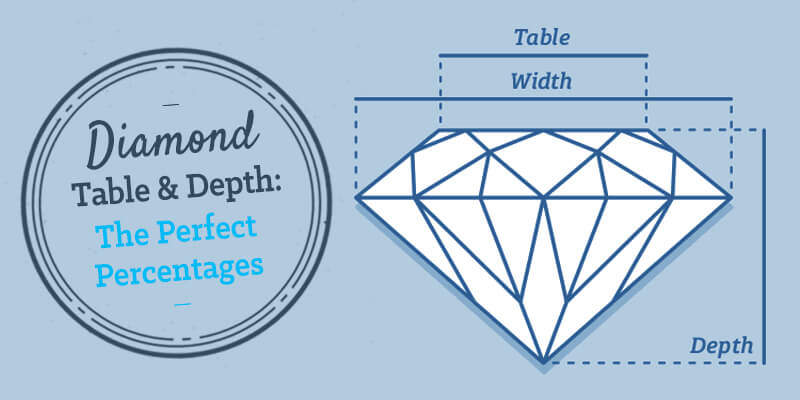 Diamond
Table & Depth:
The Perfect
Percentages
Table
Width
Depth